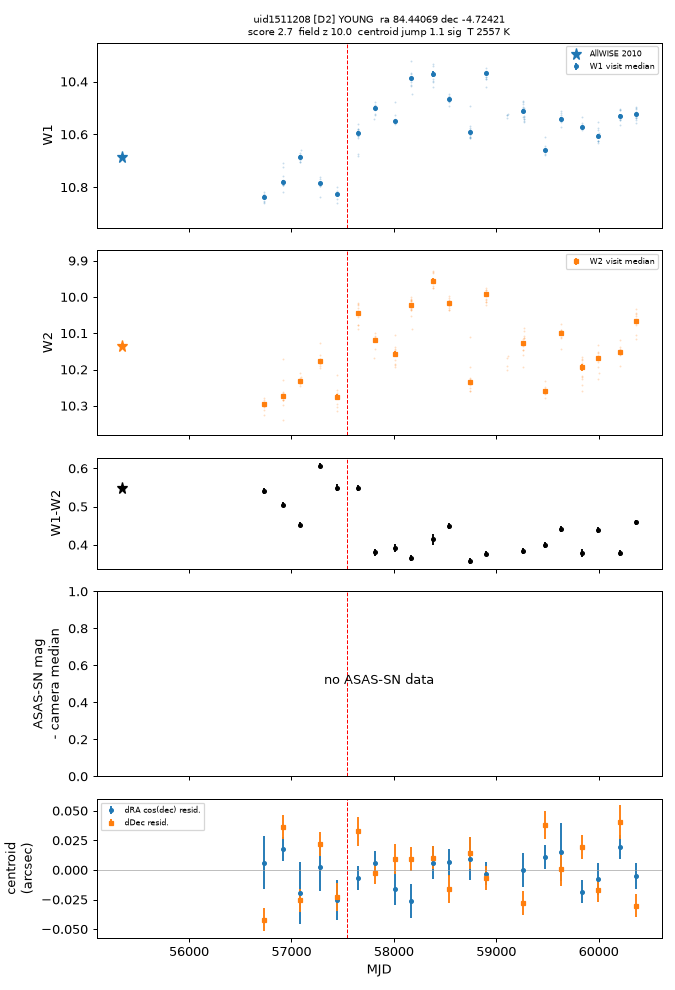 uid1511208 [D2] YOUNG ra 84.44069 dec -4.72421
score 2.7 field z 10.0 centroid jump 1.1 sig T 2557 K
AllWISE 2010
W1 visit median
10.4
10.6
10.8
W1
W2 visit median
9.9
10.0
10.1
10.2
10.3
W2
0.6
0.5
0.4
W1-W2
1.0
0.8
0.6
0.4
0.2
0.0
ASAS-SN mag
- camera median
no ASAS-SN data
dRA cos(dec) resid.
dDec resid.
0.050
0.025
0.000
−0.025
−0.050
centroid
(arcsec)
56000 57000 58000 59000 60000
MJD